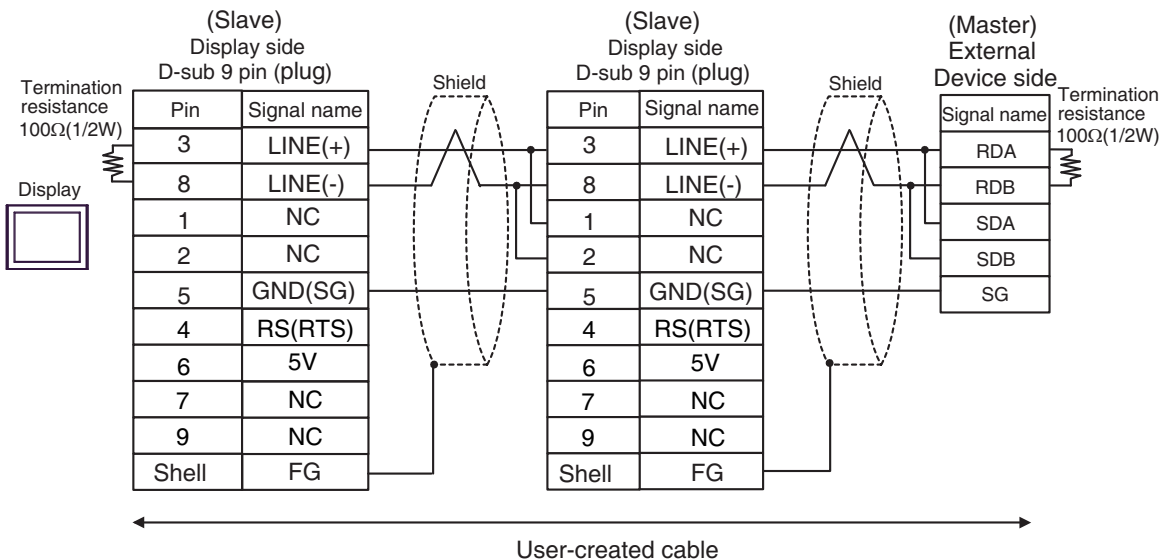 (Slave)
Display side
D-sub 9 pin (plug)
(Slave)
Display side
D-sub 9 pin (plug)
(Master)
External
Device side
Termination
resistance
100Ω(1/2W)
Shield
Shield
Termination
resistance
100Ω(1/2W)
Display
Pin Signal name
3 LINE(+)
8 LINE(-)
1 NC
2 NC
5 GND(SG)
4 RS(RTS)
6 5V
7 NC
9 NC
Shell FG
Pin Signal name
3 LINE(+)
8 LINE(-)
1 NC
2 NC
5 GND(SG)
4 RS(RTS)
6 5V
7 NC
9 NC
Shell FG
Signal name
RDA
RDB
SDA
SDB
SG
User-created cable